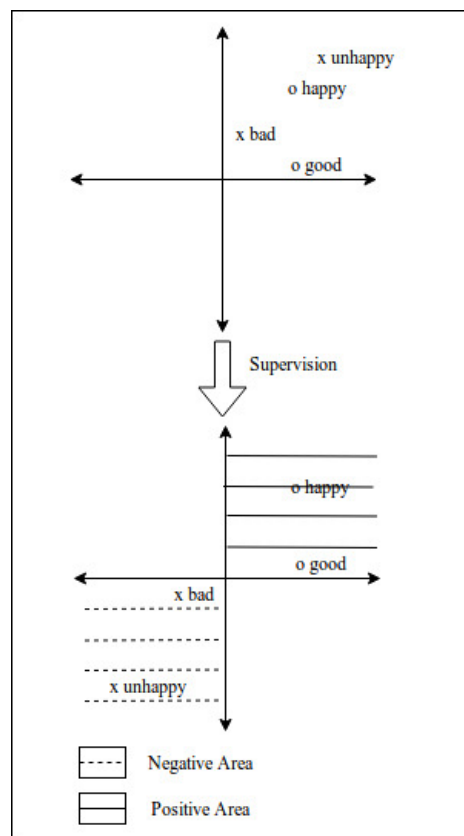 x unhappy
o happy
x bad
o good
Supervision
o happy
o good
x bad
x unhappy
Negative Area
Positive Area